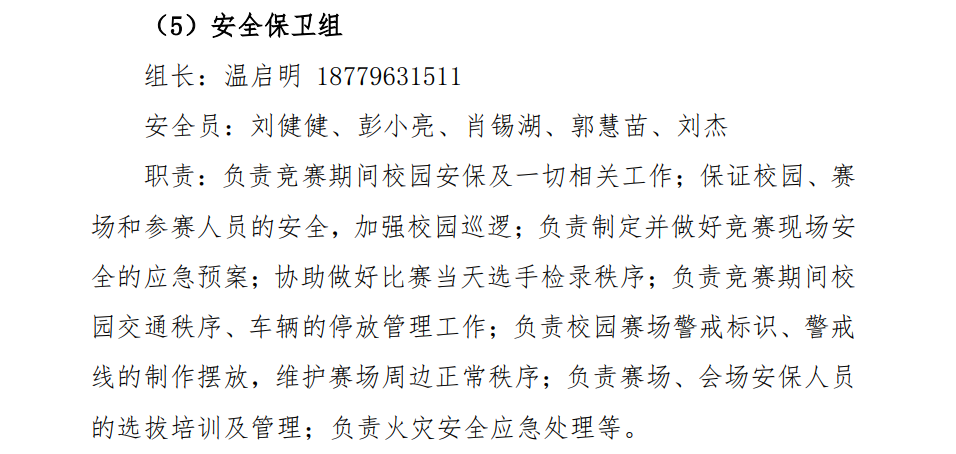 （5）安全保卫组
组长：温启明 18779631511
安全员：刘健健、彭小亮、肖锡湖、郭慧苗、刘杰
职责：负责竞赛期间校园安保及一切相关工作；保证校园、赛
场和参赛人员的安全，加强校园巡逻；负责制定并做好竞赛现场安
全的应急预案；协助做好比赛当天选手检录秩序；负责竞赛期间校
园交通秩序、车辆的停放管理工作；负责校园赛场警戒标识、警戒
线的制作摆放，维护赛场周边正常秩序；负责赛场、会场安保人员
的选拔培训及管理；负责火灾安全应急处理等。